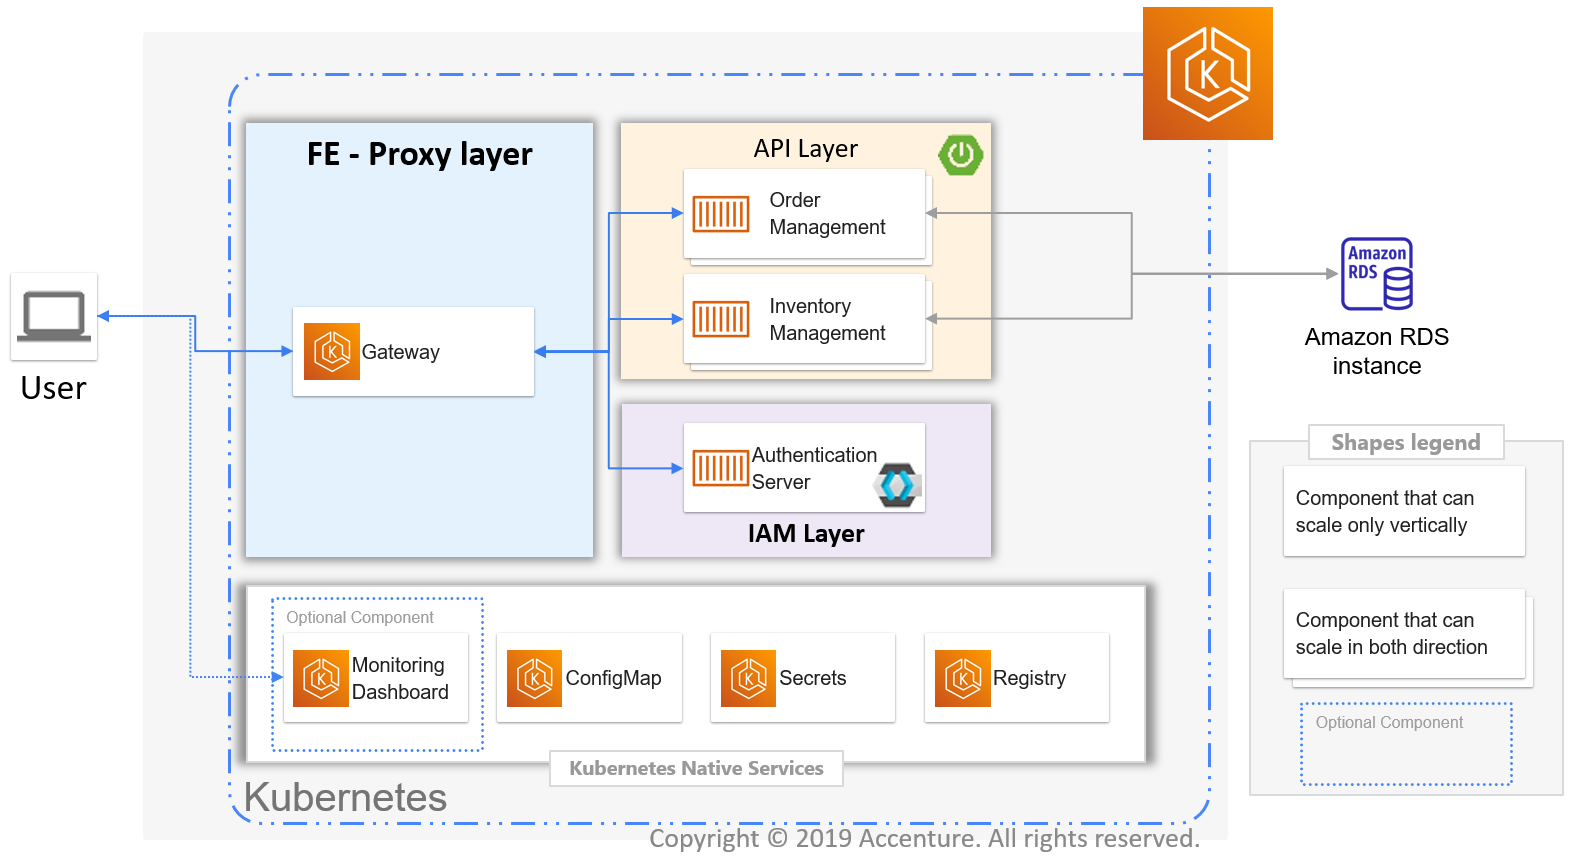 FE - Proxy layer
API Layer
Order
Management
Inventory
Management
Gateway
User
Authentication
Server
IAM Layer
Amazon
RDS
Amazon RDS
instance
Shapes legend
Component that can
scale only vertically
Component that can
scale in both direction
Optional Component
Optional Component
Monitoring
Dashboard
ConfigMap
Secrets
Registry
Kubernetes Native Services
Kubernetes
Copyright © 2019 Accenture. All rights reserved.
K
K
K
K
K
K